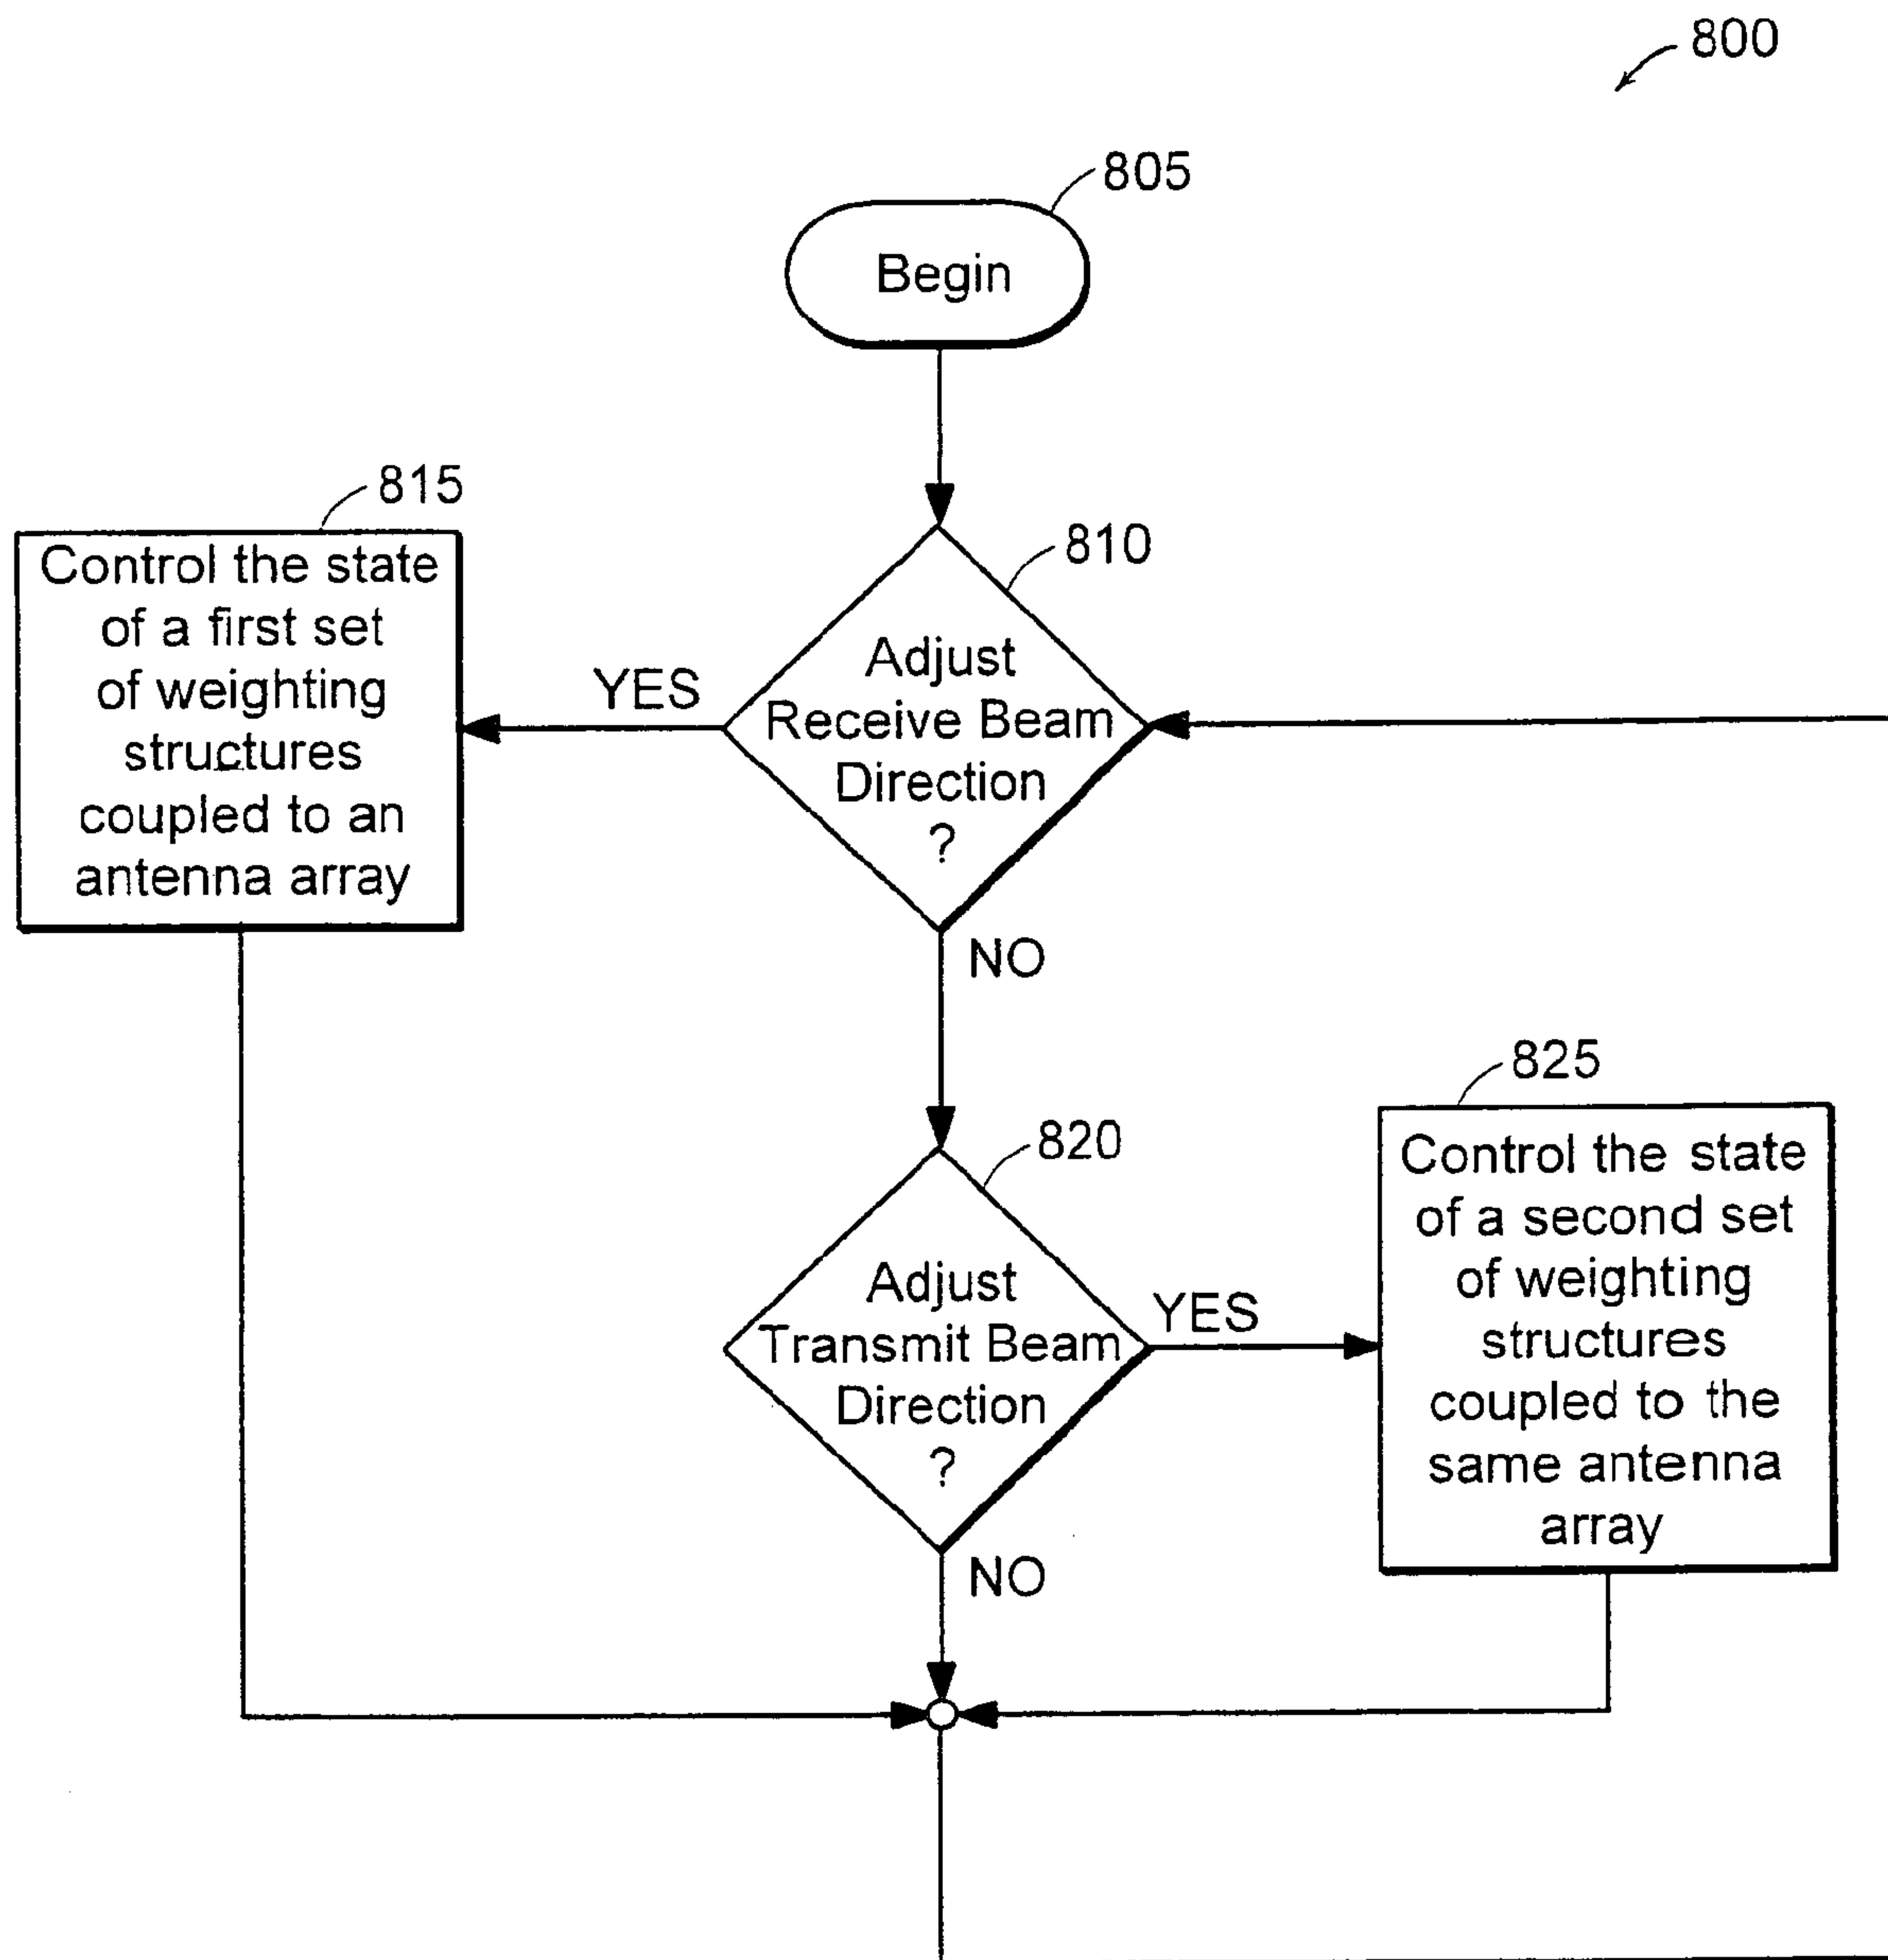 800
805
Begin
815
Control the state
of a first set
of weighting
structures
coupled to an
antenna array
810
Adjust
Receive Beam
Direction
?
YES
NO
820
Adjust
Transmit Beam
Direction
?
YES
NO
825
Control the state
of a second set
of weighting
structures
coupled to the
same antenna
array